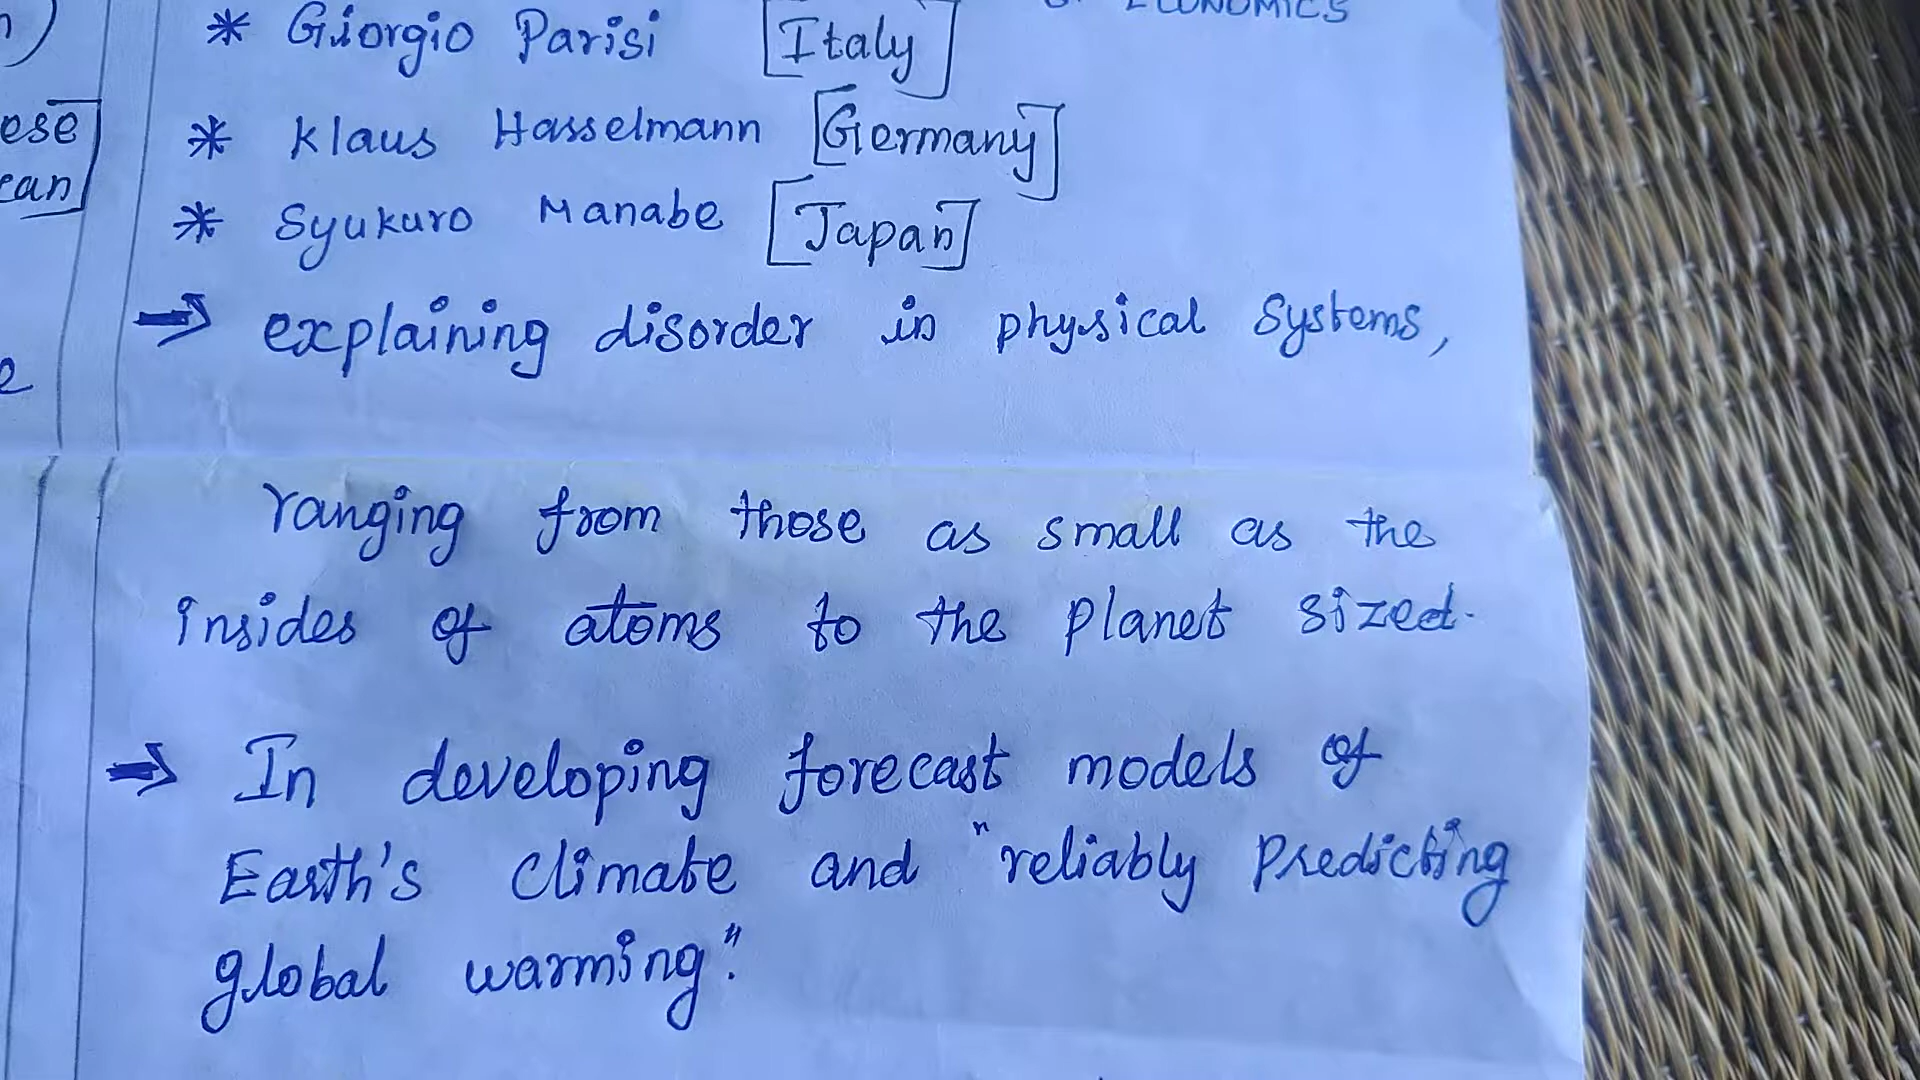 ECONOMICS
* Giorgio Parisi [Italy]
* Klaus Hasselmann [Germany]
* Syukuro Manabe [Japan]
→ explaining disorder in physical systems,
ranging from those as small as the
insides of atoms to the planet sized.
→ In developing forecast models of
Earth's climate and "reliably predicting
global warming."